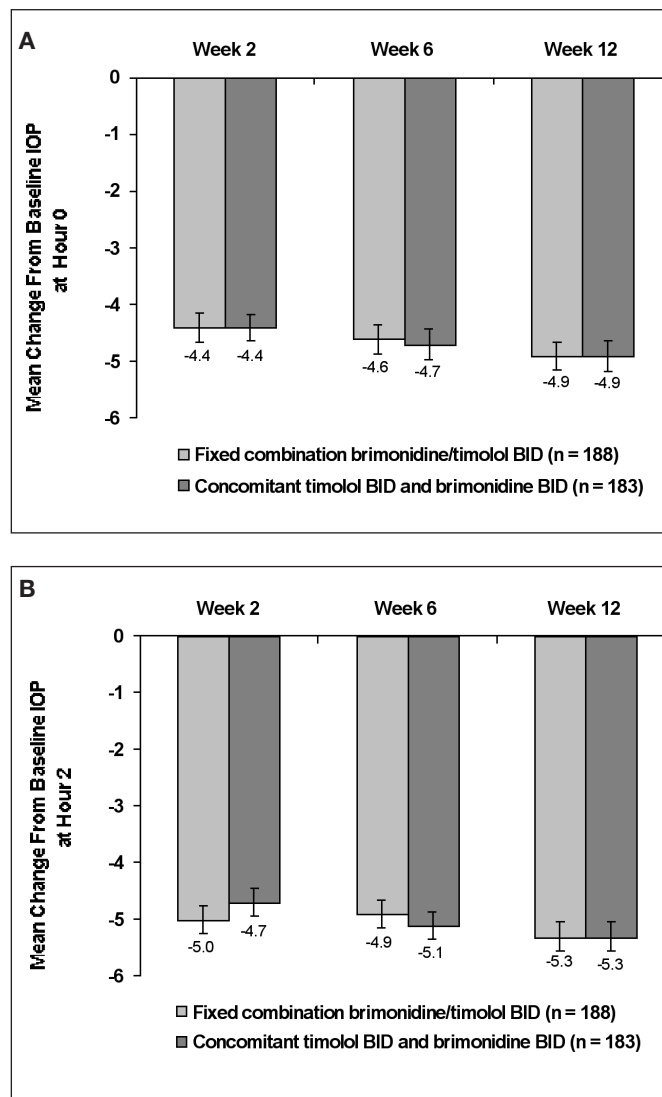 A
Week 2 Week 6 Week 12
0
-1
-2
-3
-4
-5
-6
Mean Change From Baseline IOP
at Hour 0
-4.4 -4.4 -4.6 -4.7 -4.9 -4.9
Fixed combination brimonidine/timolol BID (n = 188)
Concomitant timolol BID and brimonidine BID (n = 183)
B
Week 2 Week 6 Week 12
0
-1
-2
-3
-4
-5
-6
Mean Change From Baseline IOP
at Hour 2
-5.0 -4.7 -4.9 -5.1 -5.3 -5.3
Fixed combination brimonidine/timolol BID (n = 188)
Concomitant timolol BID and brimonidine BID (n = 183)